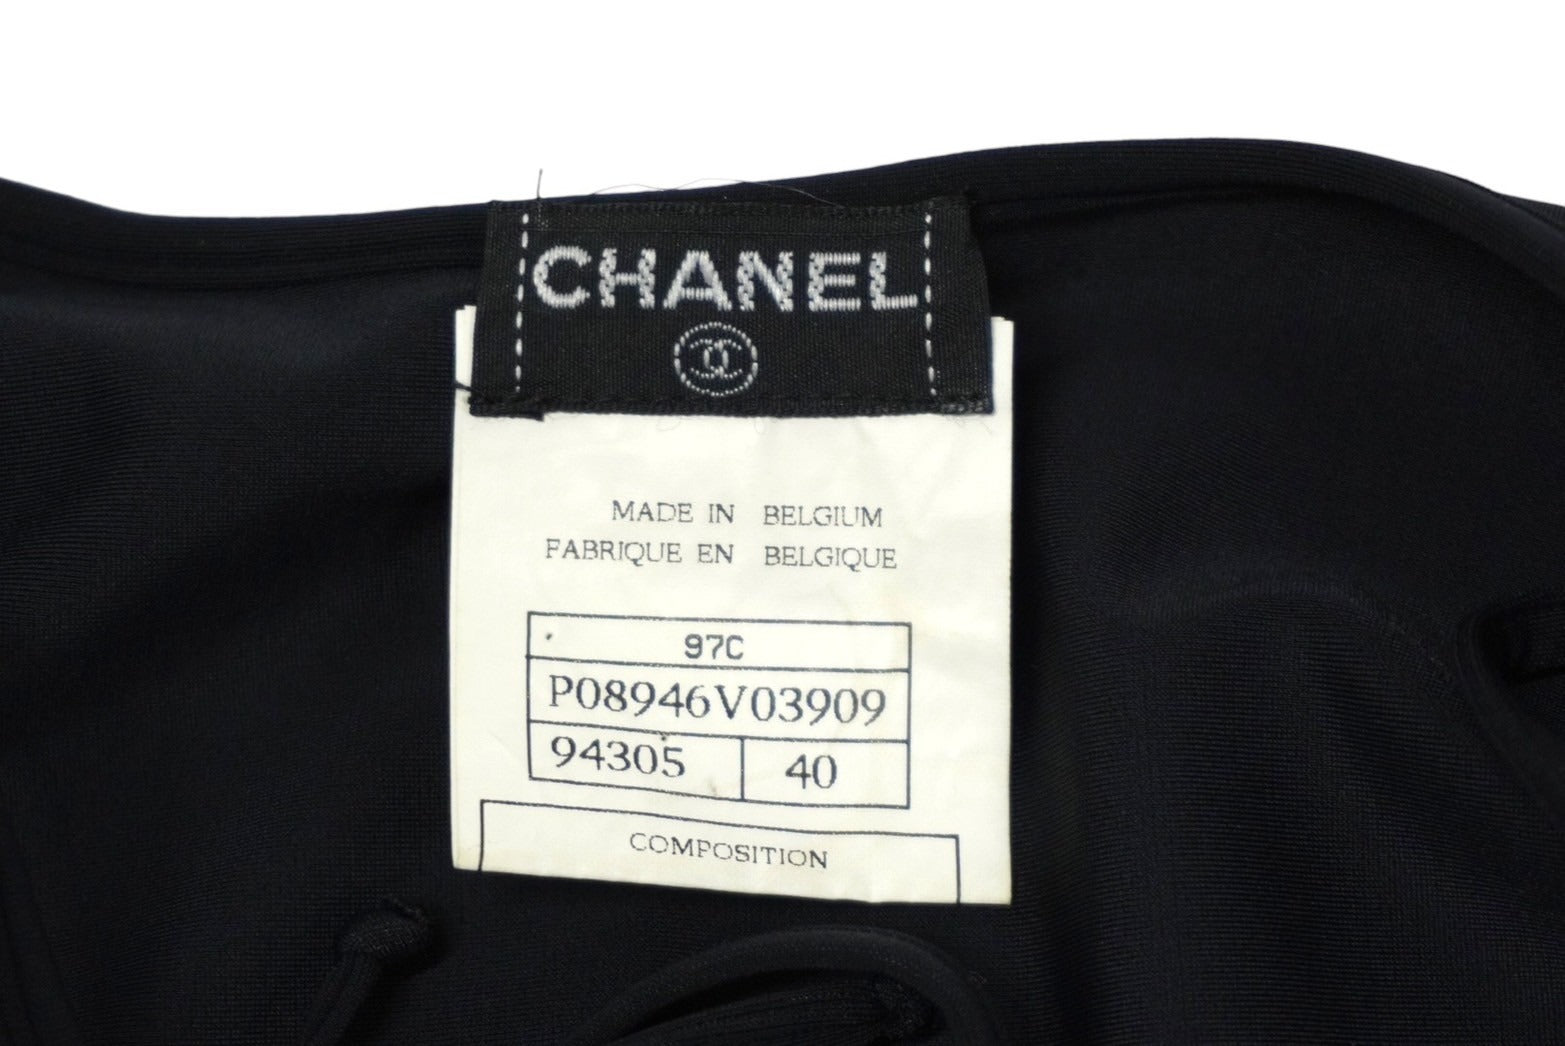 CHANEL
MADE IN BELGIUM
FABRIQUE EN BELGIQUE
97C
P08946V03909
94305 40
COMPOSITION